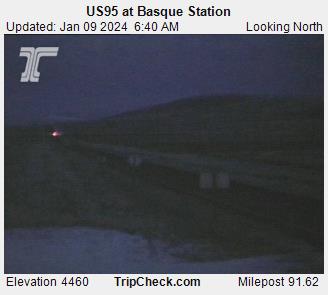 US95 at Basque Station
Updated: Jan 09 2024 6:40 AM Looking North
Elevation 4460 TripCheck.com Milepost 91.62